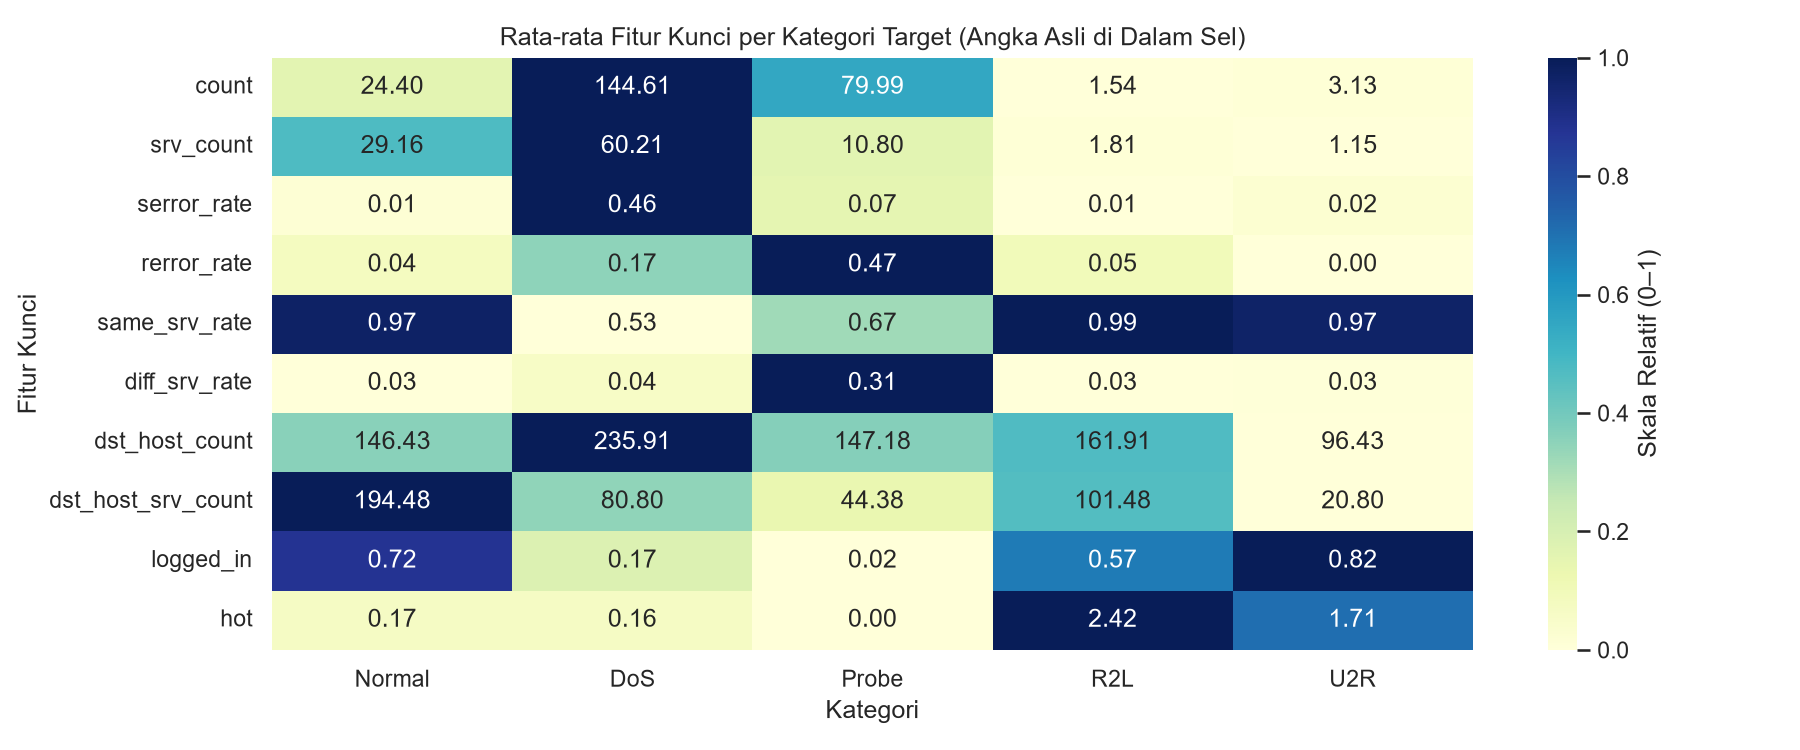 Rata-rata Fitur Kunci per Kategori Target (Angka Asli di Dalam Sel)
Fitur Kunci
count 24.40 144.61 79.99 1.54 3.13
srv_count 29.16 60.21 10.80 1.81 1.15
serror_rate 0.01 0.46 0.07 0.01 0.02
rerror_rate 0.04 0.17 0.47 0.05 0.00
same_srv_rate 0.97 0.53 0.67 0.99 0.97
diff_srv_rate 0.03 0.04 0.31 0.03 0.03
dst_host_count 146.43 235.91 147.18 161.91 96.43
dst_host_srv_count 194.48 80.80 44.38 101.48 20.80
logged_in 0.72 0.17 0.02 0.57 0.82
hot 0.17 0.16 0.00 2.42 1.71
Normal DoS Probe R2L U2R
Kategori
1.0
0.8
0.6
0.4
0.2
0.0
Skala Relatif (0–1)